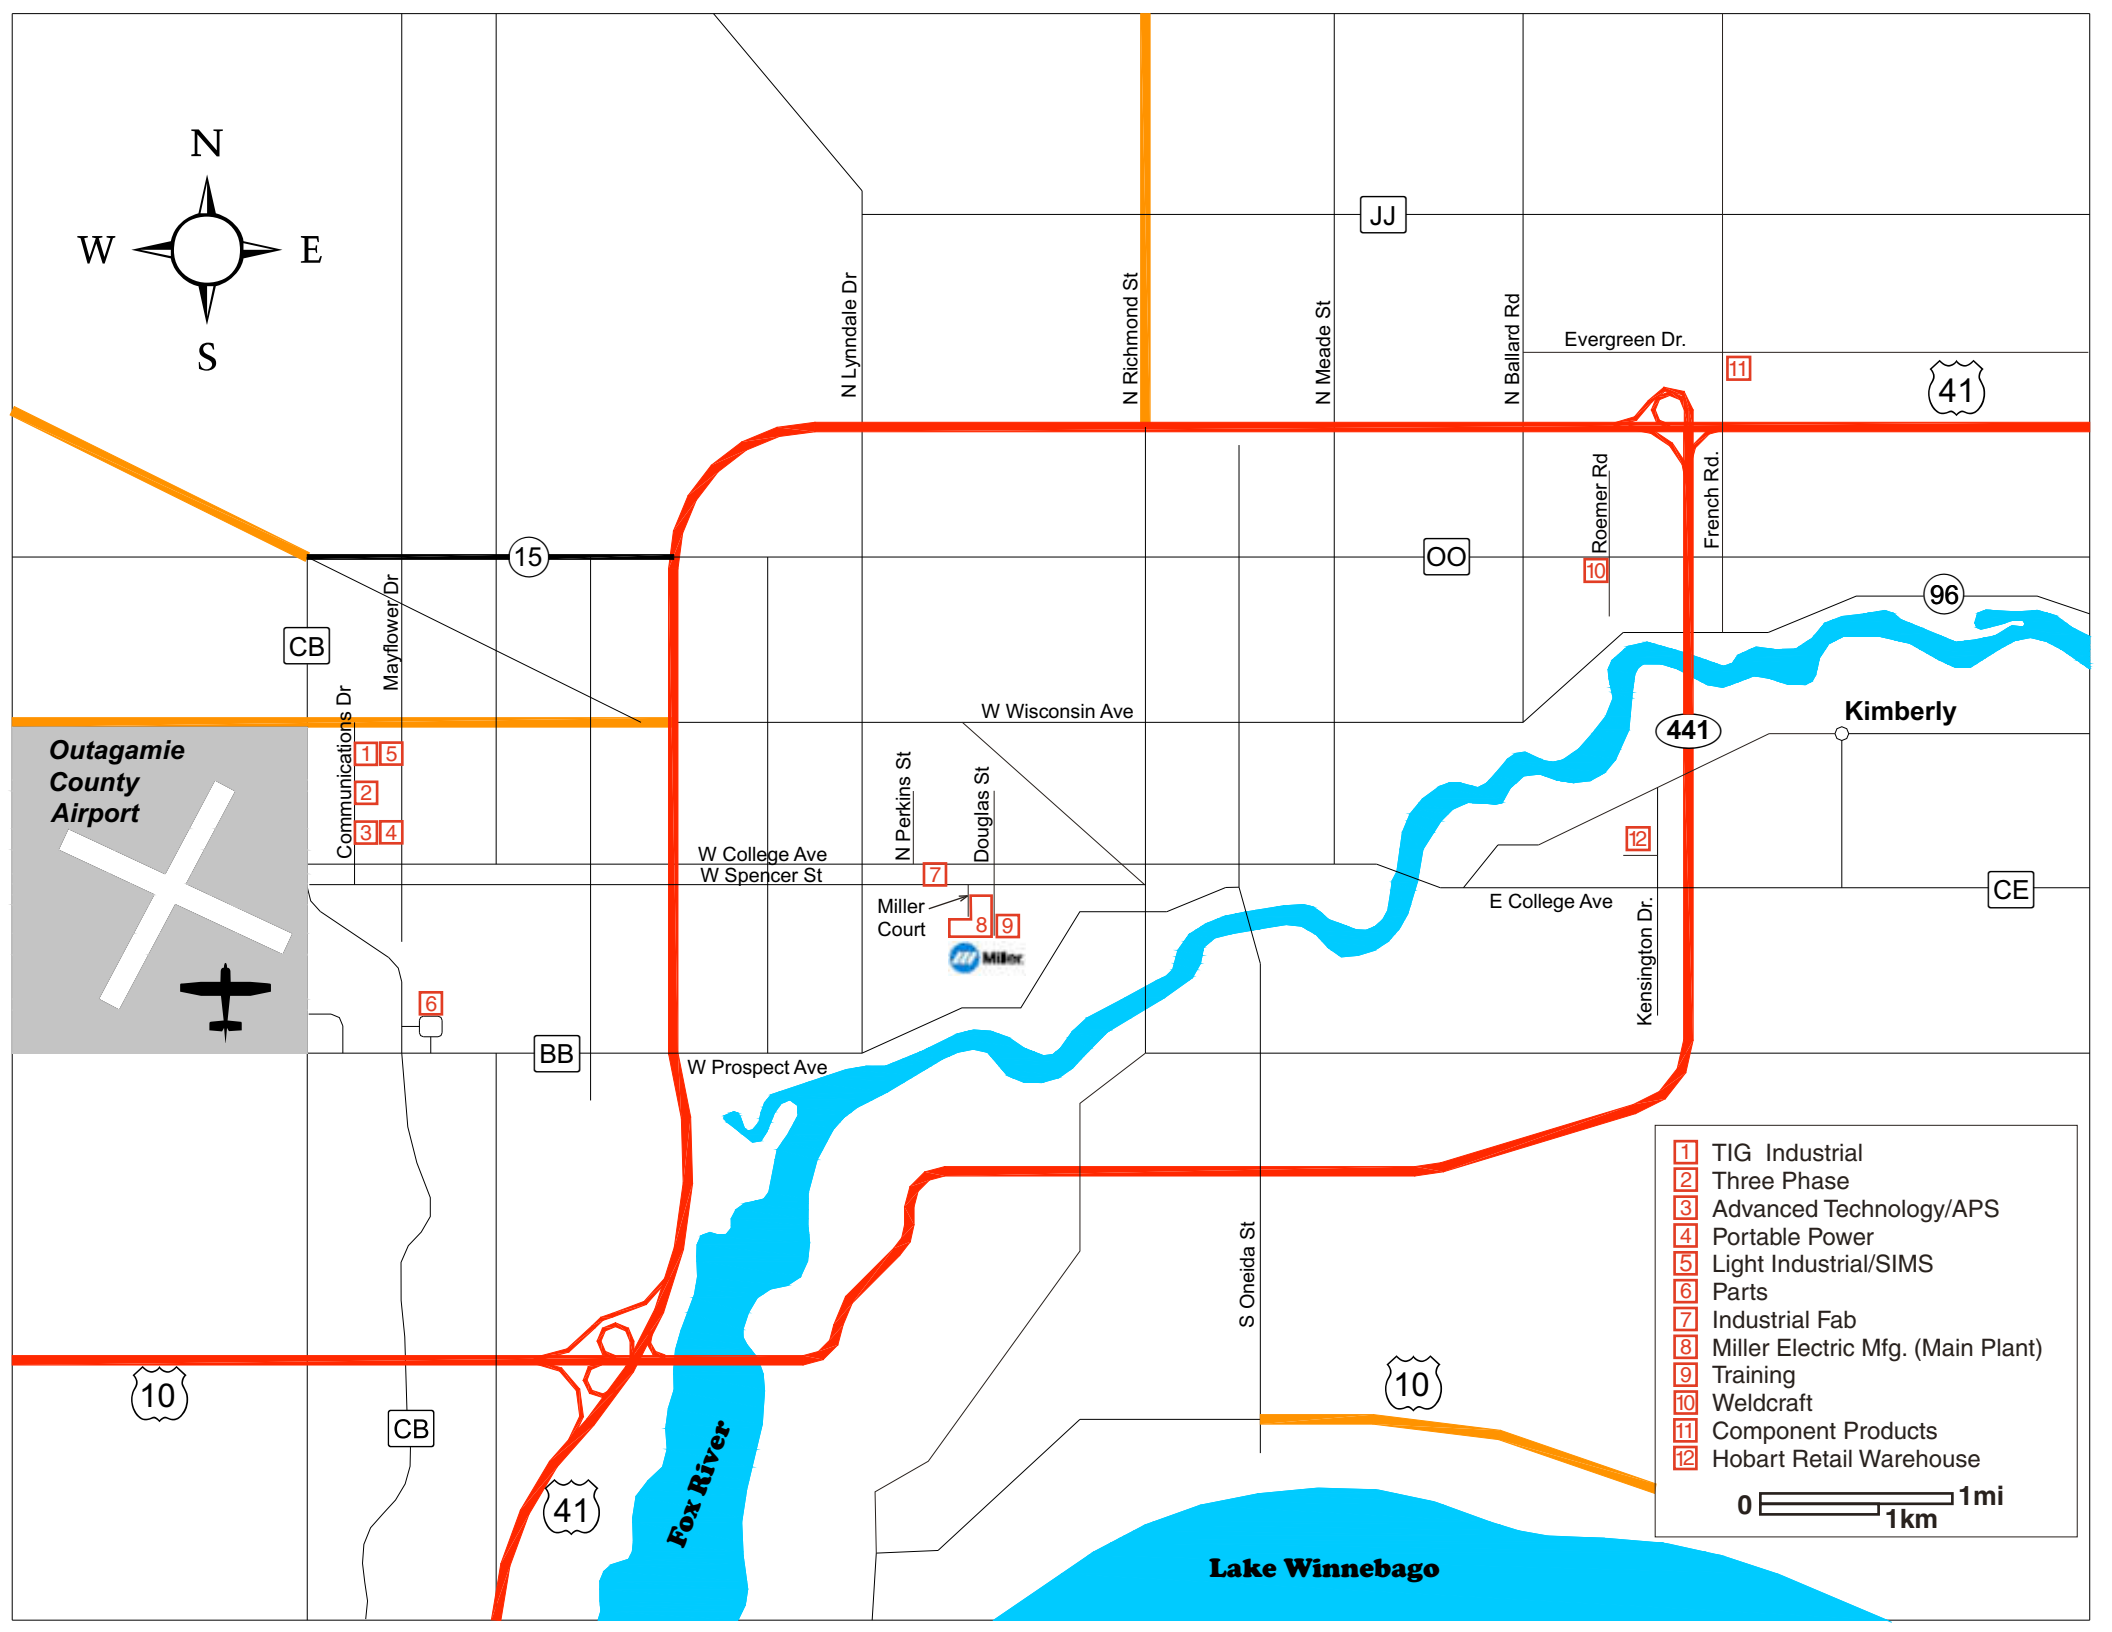 N
W
E
S
JJ
N Lynndale Dr
N Richmond St
N Meade St
N Ballard Rd
Evergreen Dr.
11
41
15
OO
Roemer Rd
French Rd.
10
96
CB
Mayflower Dr
Communications Dr
W Wisconsin Ave
Kimberly
441
Outagamie
County
Airport
1
5
2
3
4
N Perkins St
Douglas St
W College Ave
W Spencer St
7
12
Miller
Court
8
9
Miller
E College Ave
CE
Kensington Dr.
6
BB
W Prospect Ave
S Oneida St
10
CB
41
Fox River
10
Lake Winnebago
1 TIG Industrial
2 Three Phase
3 Advanced Technology/APS
4 Portable Power
5 Light Industrial/SIMS
6 Parts
7 Industrial Fab
8 Miller Electric Mfg. (Main Plant)
9 Training
10 Weldcraft
11 Component Products
12 Hobart Retail Warehouse
0 1mi
1km